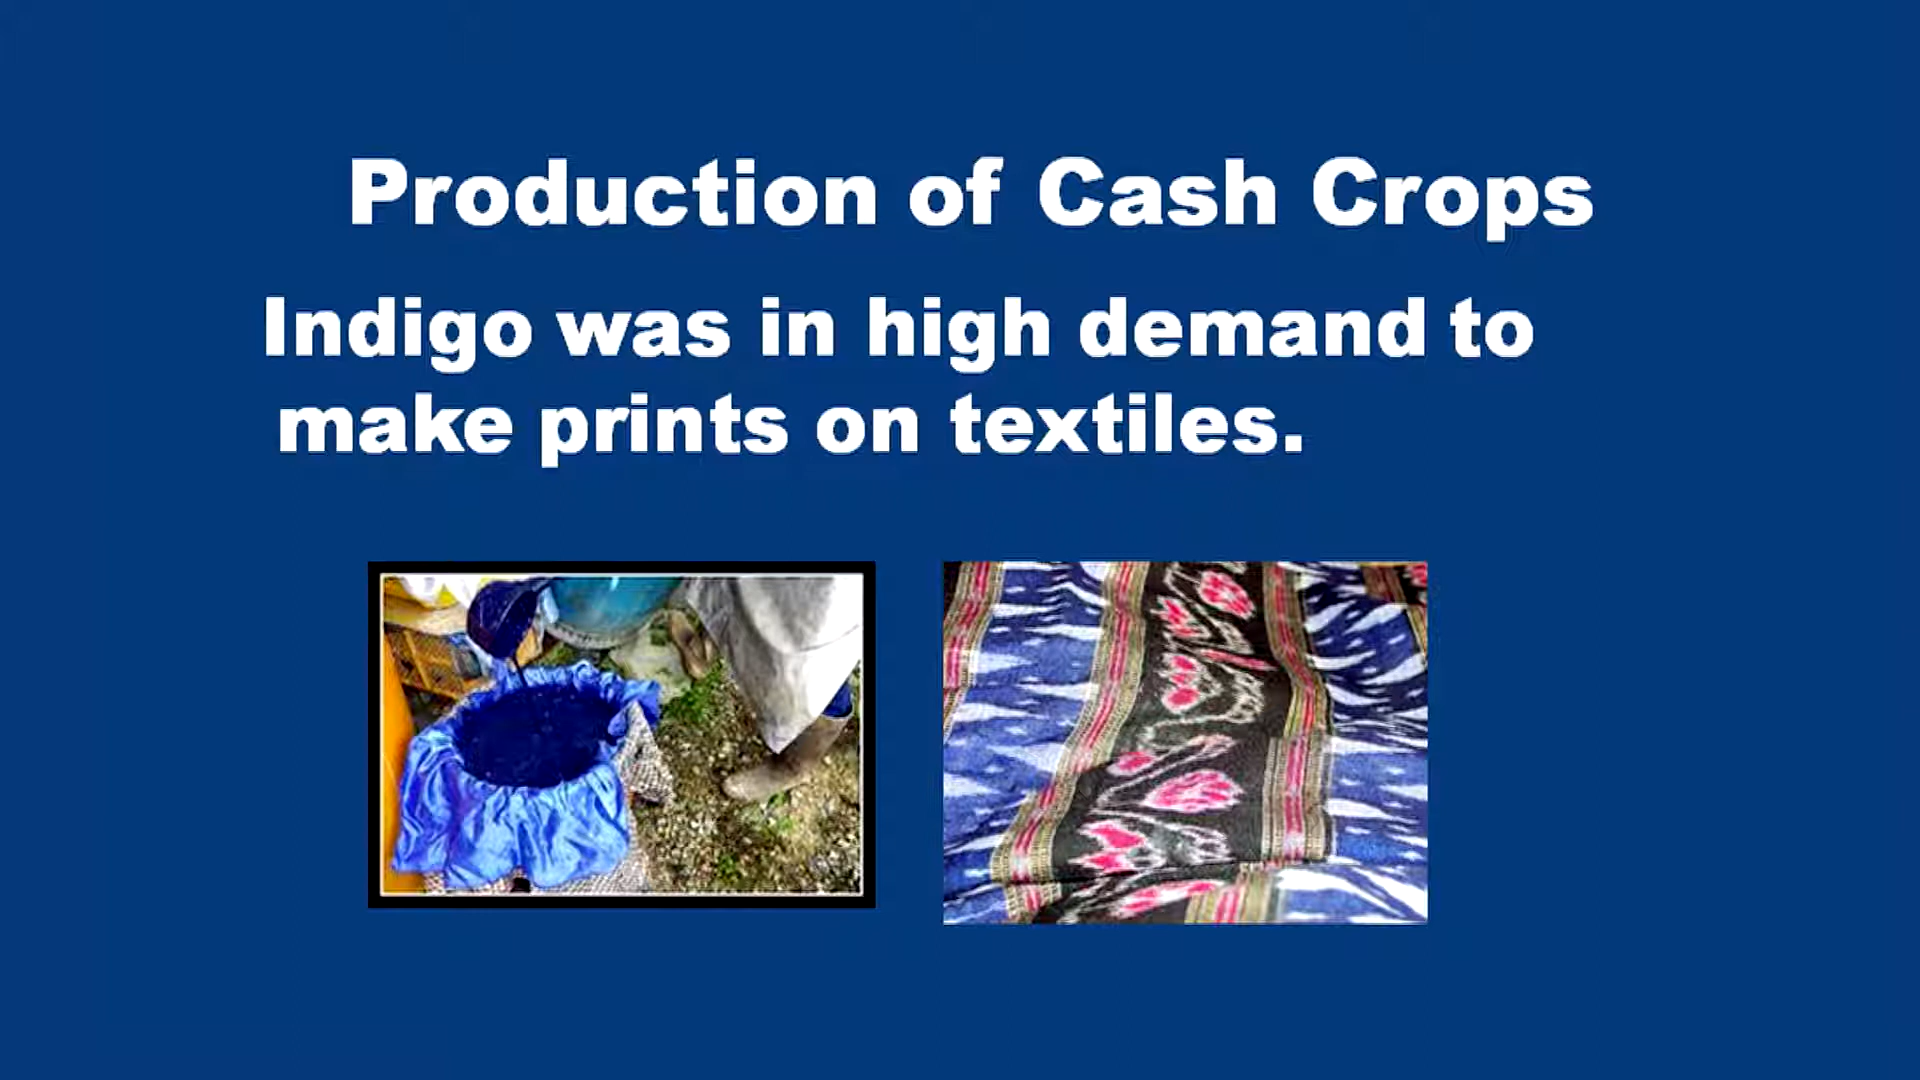 Production of Cash Crops
Indigo was in high demand to
make prints on textiles.